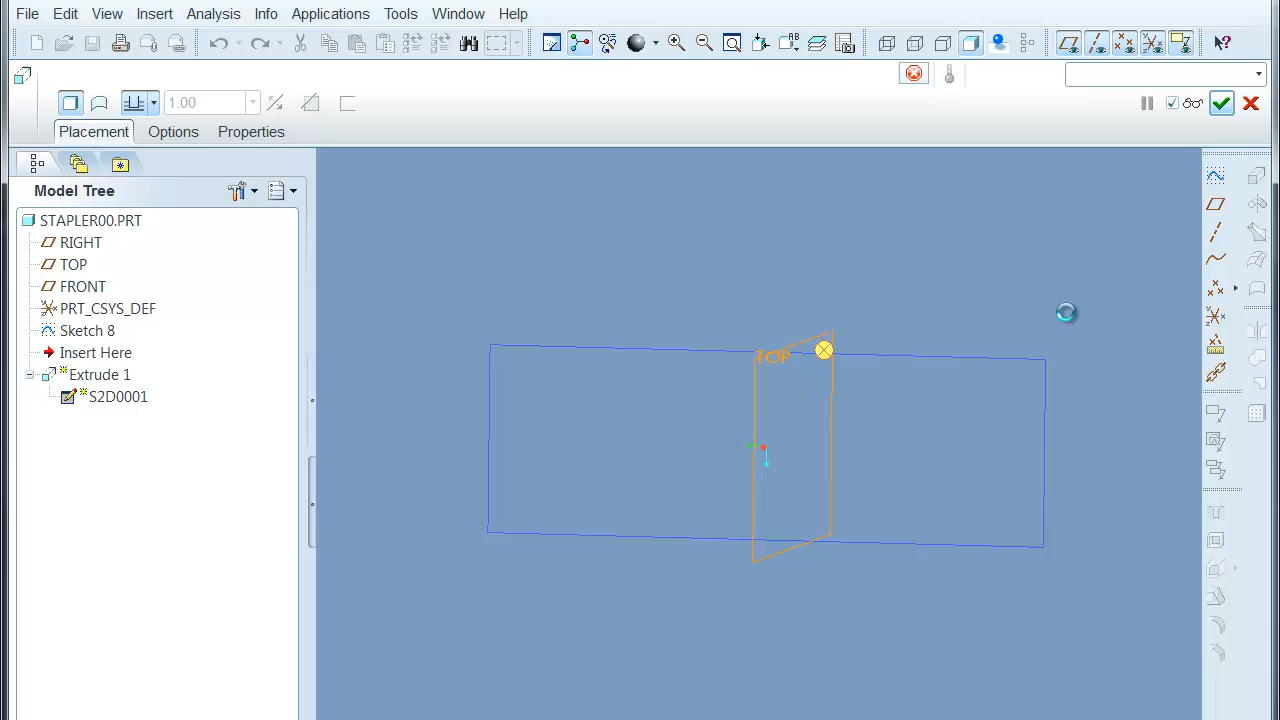 File Edit View Insert Analysis Info Applications Tools Window Help
1.00
Placement Options Properties
Model Tree
STAPLER00.PRT
RIGHT
TOP
FRONT
PRT_CSYS_DEF
Sketch 8
Insert Here
Extrude 1
S2D0001
TOP